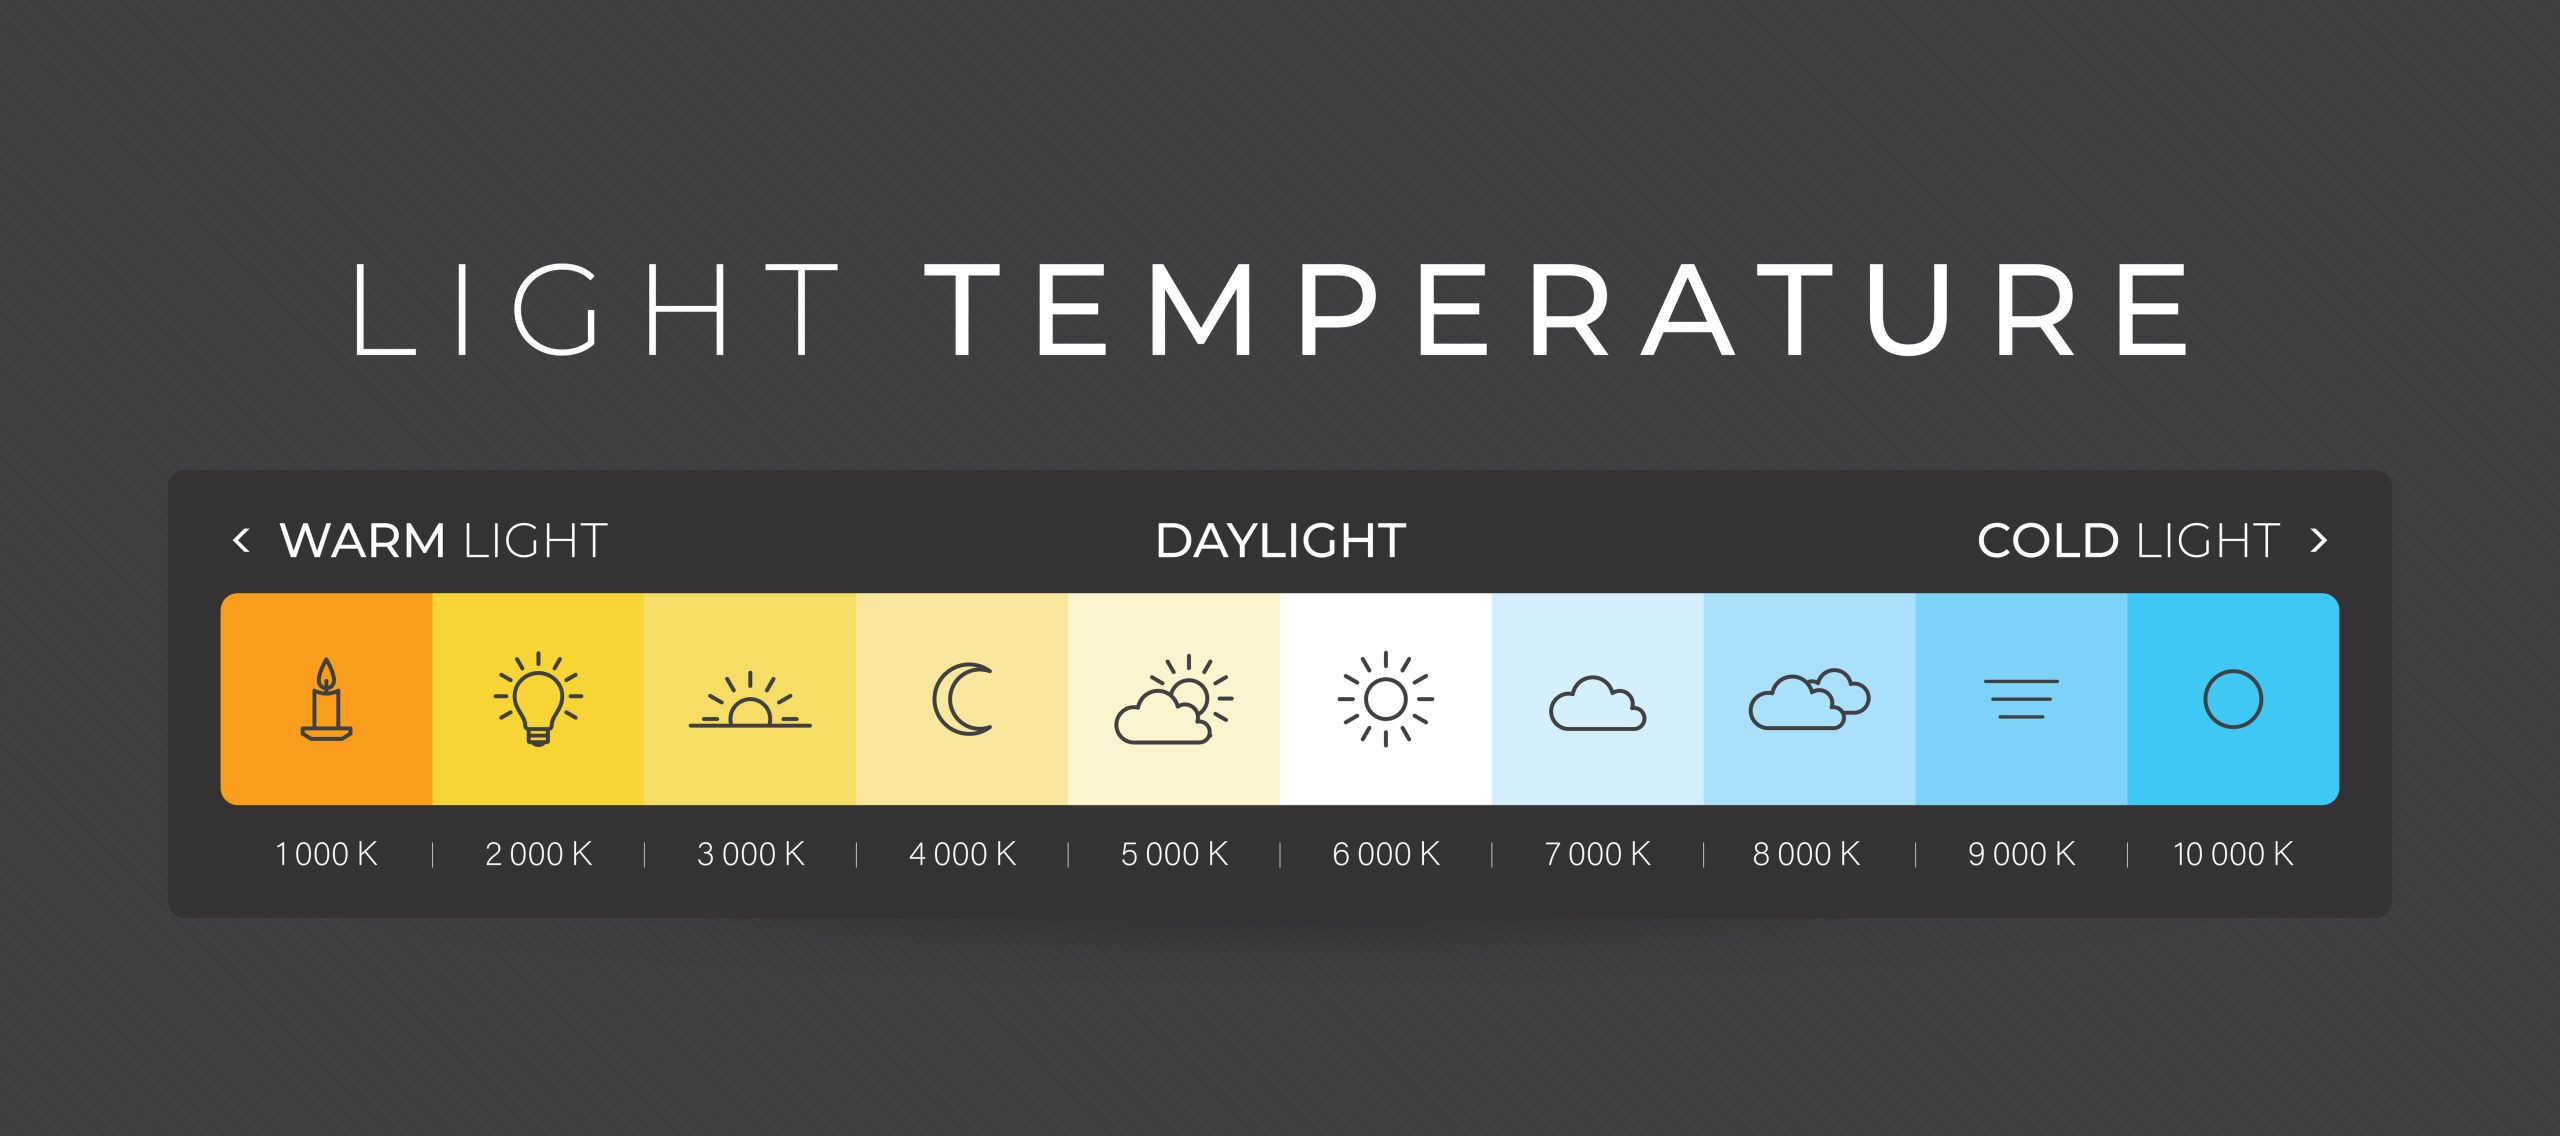 LIGHT TEMPERATURE
< WARM LIGHT DAYLIGHT COLD LIGHT >
1 000 K | 2 000 K | 3 000 K | 4 000 K | 5 000 K | 6 000 K | 7 000 K | 8 000 K | 9 000 K | 10 000 K